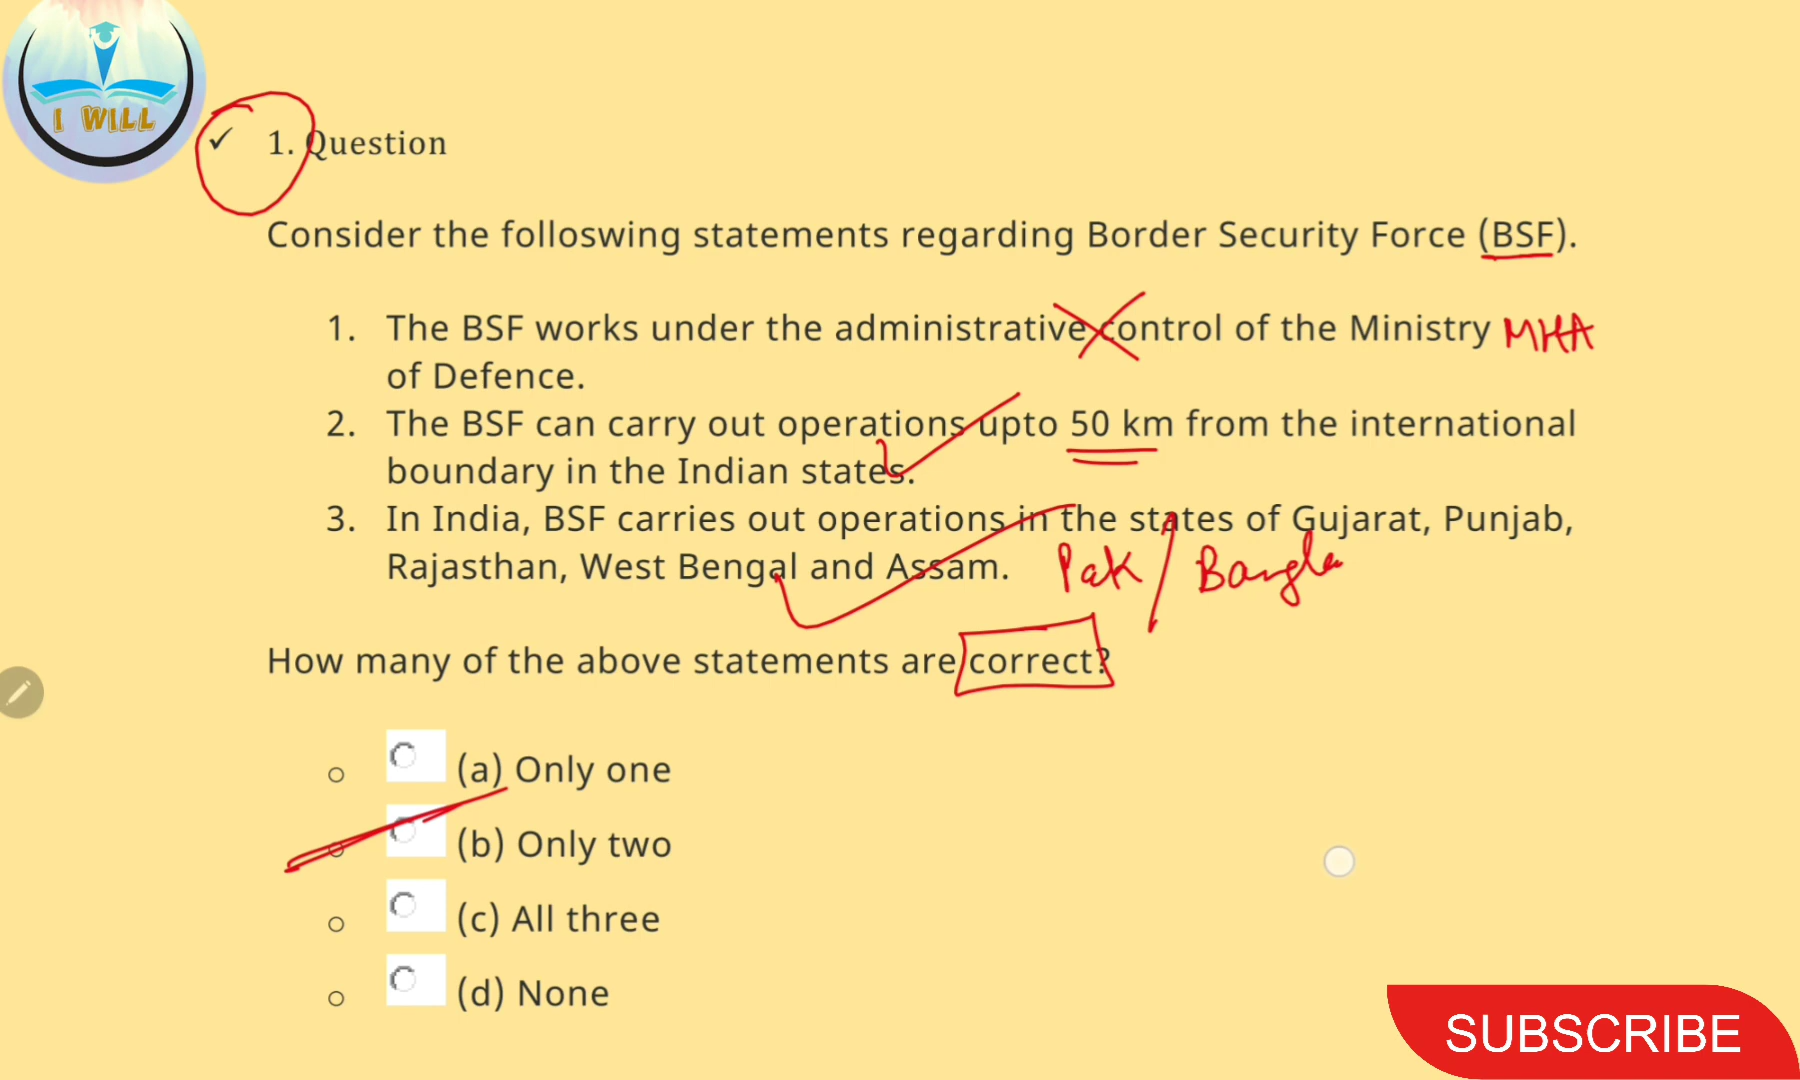 I WILL
✓ 1. Question
Consider the folloswing statements regarding Border Security Force (BSF).
1. The BSF works under the administrative control of the Ministry MHA
of Defence.
2. The BSF can carry out operations upto 50 km from the international
boundary in the Indian states.
3. In India, BSF carries out operations in the states of Gujarat, Punjab,
Rajasthan, West Bengal and Assam. Pak / Bangla
How many of the above statements are correct?
(a) Only one
(b) Only two
(c) All three
(d) None
SUBSCRIBE